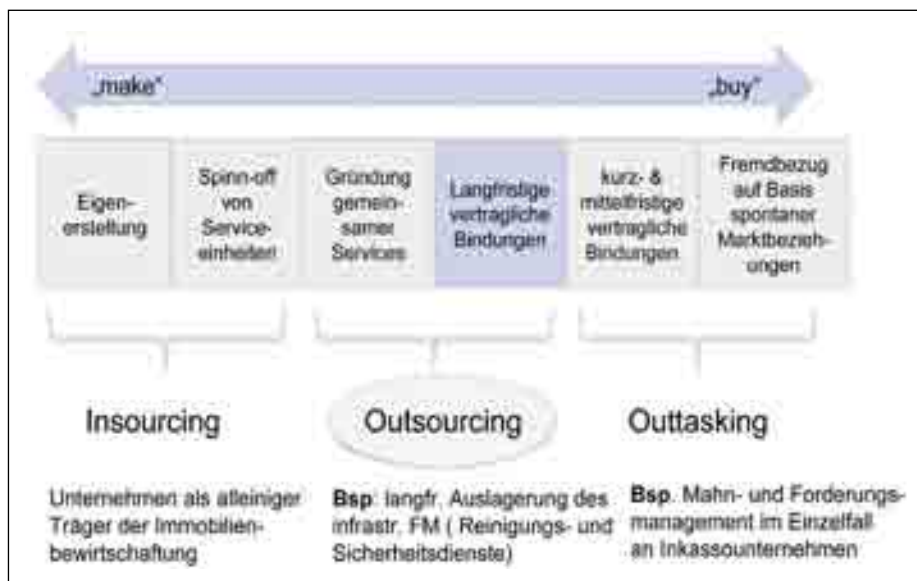 „make“ „buy“
Eigen-
erstellung
Spinn-off
von
Service-
einheiten
Gründung
gemein-
samer
Services
Langfristige
vertragliche
Bindungen
kurz- &
mittelfristige
vertragliche
Bindungen
Fremdbezug
auf Basis
spontaner
Marktbezieh-
ungen
Insourcing
Outsourcing
Outtasking
Unternehmen als alleiniger
Träger der Immobilien-
bewirtschaftung
Bsp. langfr. Auslagerung des
infrastr. FM ( Reinigungs- und
Sicherheitsdienste)
Bsp. Mahn- und Forderungs-
management im Einzelfall
an Inkassounternehmen